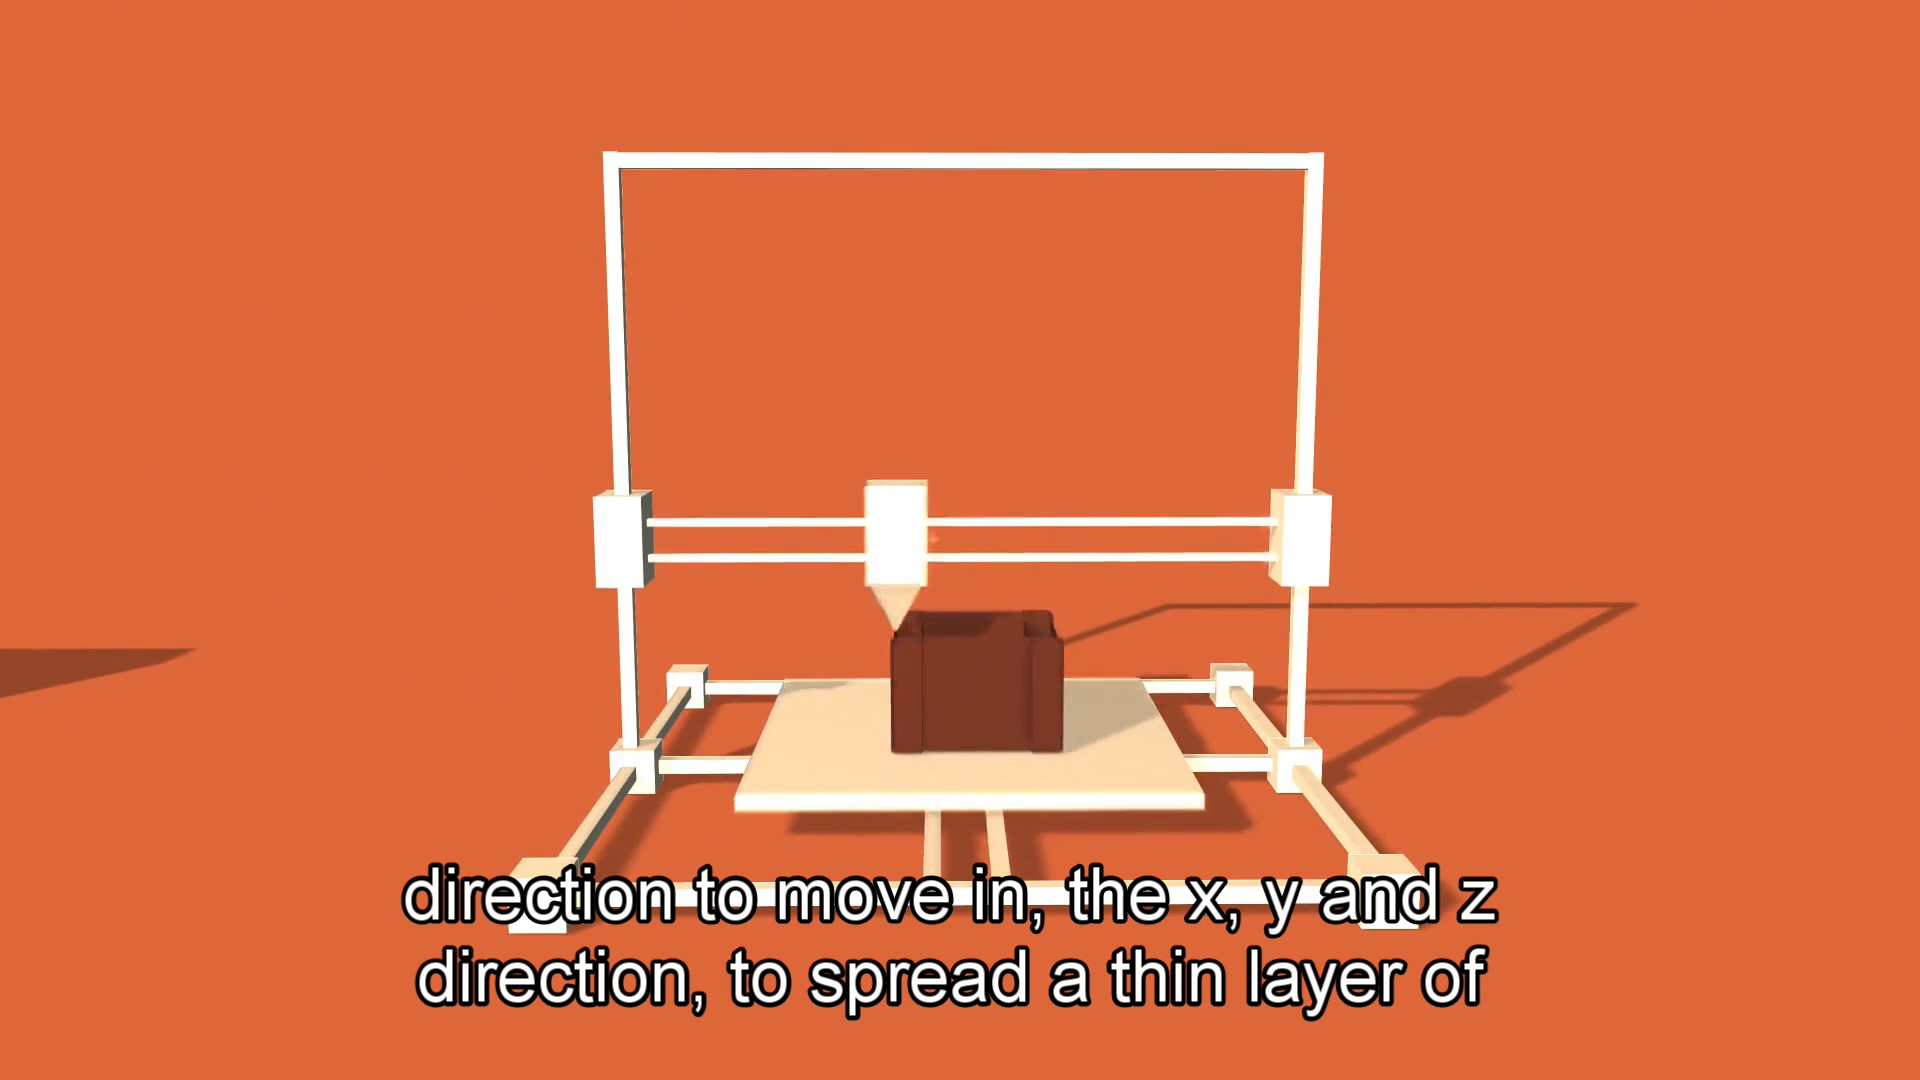 direction to move in, the x, y and z
direction, to spread a thin layer of